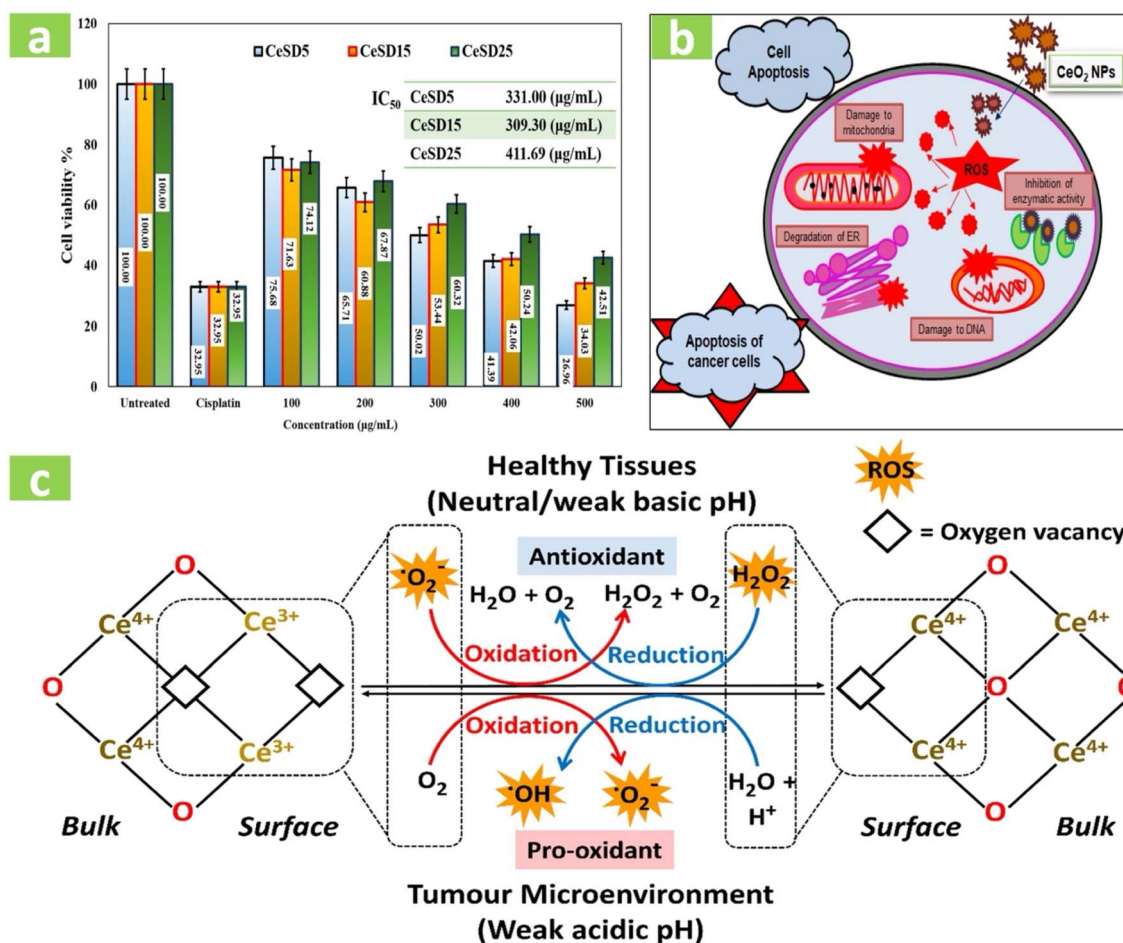 a
120
100
80
60
40
20
0
Cell viability %
CeSD5 CeSD15 CeSD25
IC50
CeSD5 331.00 (µg/mL)
CeSD15 309.30 (µg/mL)
CeSD25 411.69 (µg/mL)
100.00 100.00 100.00
32.95 32.95 32.95
75.68 71.63 74.12
65.71 60.88 67.87
50.02 53.44 60.32
41.39 42.06 50.24
26.96 34.03 42.51
Untreated Cisplatin 100 200 300 400 500
Concentration (µg/mL)
b
Cell
Apoptosis
CeO2 NPs
Damage to
mitochondria
ROS
Inhibition of
enzymatic activity
Degradation of ER
Damage to DNA
Apoptosis of
cancer cells
c
Healthy Tissues
(Neutral/weak basic pH)
ROS
= Oxygen vacancy
Antioxidant
·O2⁻
H2O + O2 H2O2 + O2
H2O2
Oxidation Reduction
Oxidation Reduction
O2
·OH ·O2⁻
H2O +
H⁺
Pro-oxidant
Tumour Microenvironment
(Weak acidic pH)
O
Ce⁴⁺ Ce³⁺
O
Ce⁴⁺ Ce³⁺
O
Bulk Surface
O
Ce⁴⁺ Ce⁴⁺
O O
Ce⁴⁺ Ce⁴⁺
O
Surface Bulk